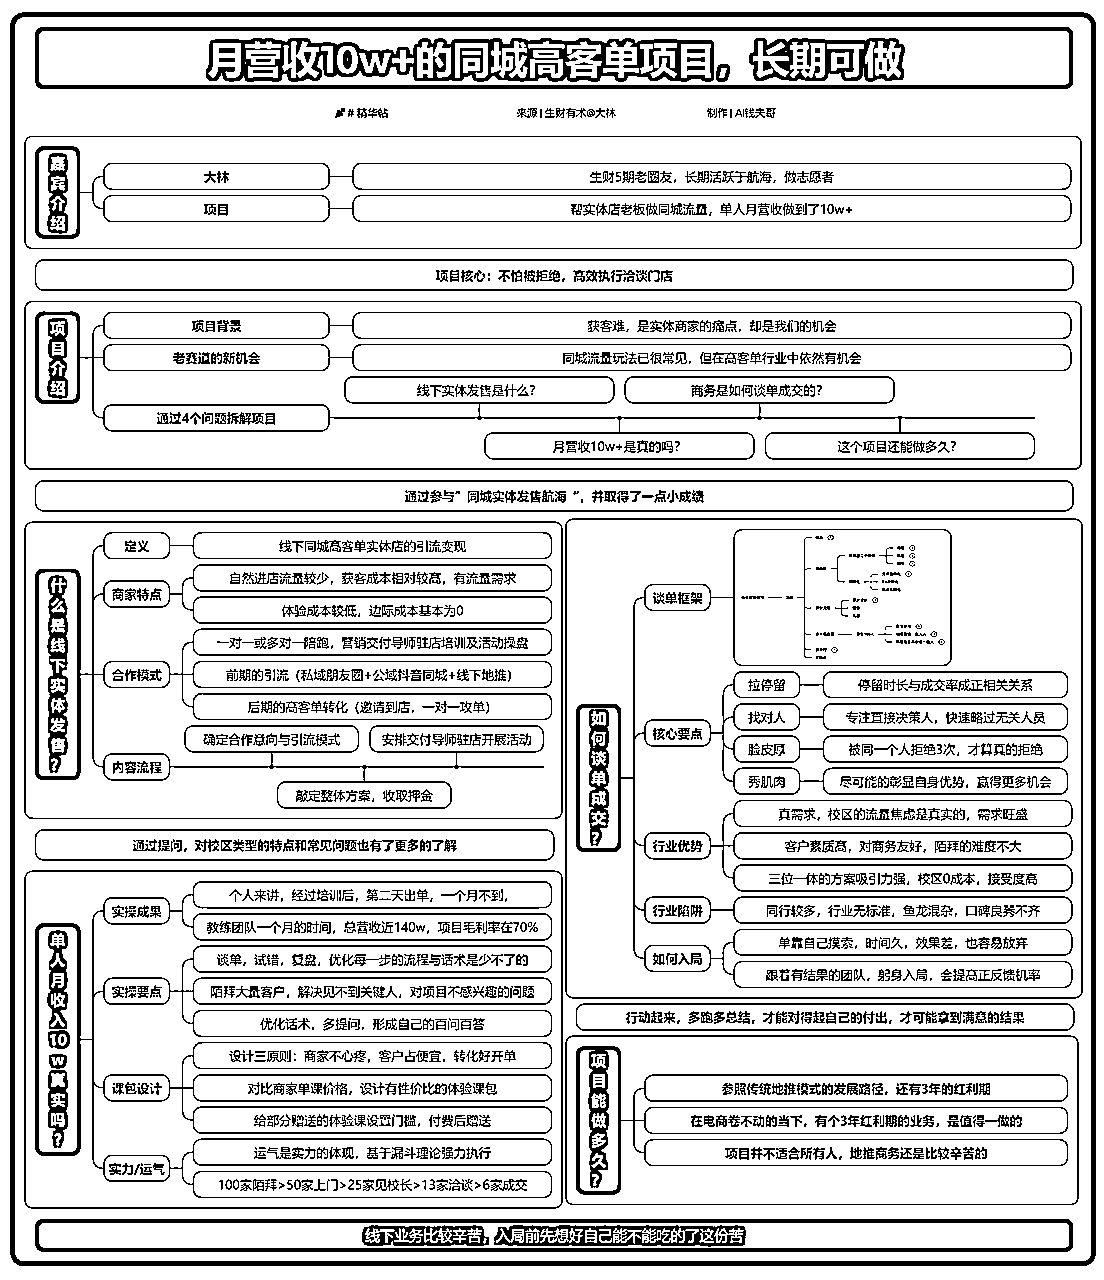 月营收10w+的同城高客单项目，长期可做
# 精华帖
来源 | 生财有术@大林
制作 | AI钱夫哥
嘉宾介绍
大林
生财5期老圈友，长期活跃于航海，做志愿者
项目
帮实体店老板做同城流量，单人月营收做到了10w+
项目核心：不怕被拒绝，高效执行洽谈门店
项目介绍
项目背景
获客难，是实体商家的痛点，却是我们的机会
老赛道的新机会
同城流量玩法已很常见，但在高客单行业中依然有机会
通过4个问题拆解项目
线下实体发售是什么？
商务是如何谈单成交的？
月营收10w+是真的吗？
这个项目还能做多久？
通过参与”同城实体发售航海“，并取得了一点小成绩
什么是线下实体发售？
定义
线下同城高客单实体店的引流变现
商家特点
自然进店流量较少，获客成本相对较高，有流量需求
体验成本较低，边际成本基本为0
合作模式
一对一或多对一陪跑，营销交付导师驻店培训及活动操盘
前期的引流（私域朋友圈+公域抖音同城+线下地推）
后期的高客单转化（邀请到店，一对一攻单）
内容流程
确定合作意向与引流模式
安排交付导师驻店开展活动
敲定整体方案，收取押金
通过提问，对校区类型的特点和常见问题也有了更多的了解
单人月收入10w真实吗？
实操成果
个人来讲，经过培训后，第二天出单，一个月不到，
教练团队一个月的时间，总营收近140w，项目毛利率在70%
实操要点
谈单，试错，复盘，优化每一步的流程与话术是少不了的
陌拜大量客户，解决见不到关键人，对项目不感兴趣的问题
优化话术，多提问，形成自己的百问百答
课包设计
设计三原则：商家不心疼，客户占便宜，转化好开单
对比商家单课价格，设计有性价比的体验课包
给部分赠送的体验课设置门槛，付费后赠送
实力/运气
运气是实力的体现，基于漏斗理论强力执行
100家陌拜>50家上门>25家见校长>13家洽谈>6家成交
如何谈单成交？
谈单框架
核心要点
拉停留
停留时长与成交率成正相关关系
找对人
专注直接决策人，快速略过无关人员
脸皮厚
被同一个人拒绝3次，才算真的拒绝
秀肌肉
尽可能的彰显自身优势，赢得更多机会
行业优势
真需求，校区的流量焦虑是真实的，需求旺盛
客户素质高，对商务友好，陌拜的难度不大
三位一体的方案吸引力强，校区0成本，接受度高
行业陷阱
同行较多，行业无标准，鱼龙混杂，口碑良莠不齐
如何入局
单靠自己摸索，时间久，效果差，也容易放弃
跟着有结果的团队，躬身入局，会提高正反馈机率
行动起来，多跑多总结，才能对得起自己的付出，才可能拿到满意的结果
项目能做多久？
参照传统地推模式的发展路径，还有3年的红利期
在电商卷不动的当下，有个3年红利期的业务，是值得一做的
项目并不适合所有人，地推商务还是比较辛苦的
线下业务比较辛苦，入局前先想好自己能不能吃的了这份苦